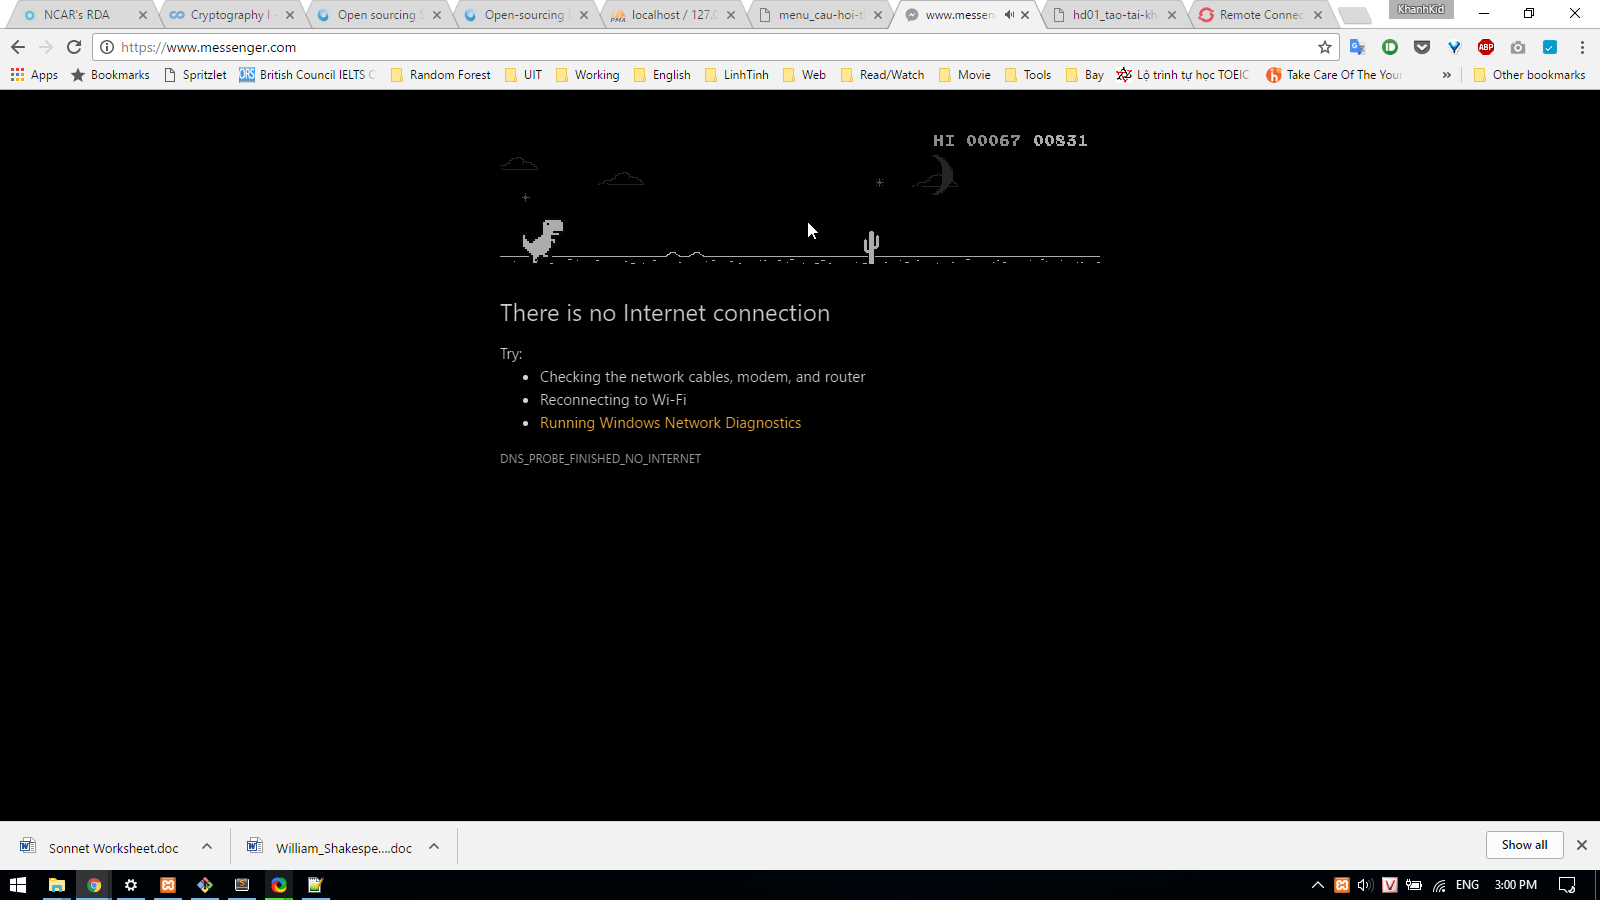 KhanhKid
NCAR's RDA
Cryptography I -
Open sourcing S
Open-sourcing
localhost / 127.0
menu_cau-hoi-t
www.messen
hd01_tao-tai-kh
Remote Connec
https://www.messenger.com
ABP
Apps
Bookmarks
Spritzlet
ORS British Council IELTS C
Random Forest
UIT
Working
English
LinhTinh
Web
Read/Watch
Movie
Tools
Bay
Lộ trình tự học TOEIC
Take Care Of The Your
Other bookmarks
HI 00067 00831
There is no Internet connection
Try:
• Checking the network cables, modem, and router
• Reconnecting to Wi-Fi
• Running Windows Network Diagnostics
DNS_PROBE_FINISHED_NO_INTERNET
Sonnet Worksheet.doc
William_Shakespe....doc
Show all
ENG
3:00 PM